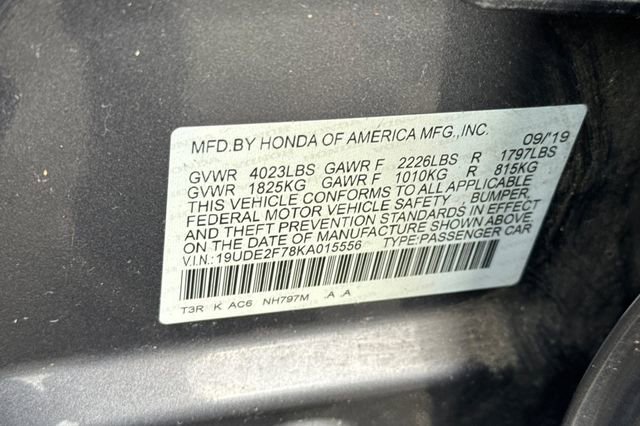 MFD.BY HONDA OF AMERICA MFG.,INC. 09/'19
GVWR 4023LBS GAWR F 2226LBS R 1797LBS
GVWR 1825KG GAWR F 1010KG R 815KG
THIS VEHICLE CONFORMS TO ALL APPLICABLE
FEDERAL MOTOR VEHICLE SAFETY , BUMPER,
AND THEFT PREVENTION STANDARDS IN EFFECT
ON THE DATE OF MANUFACTURE SHOWN ABOVE.
V.I.N.: 19UDE2F78KA015556 TYPE:PASSENGER CAR
T3R K AC6 NH797M .A .A